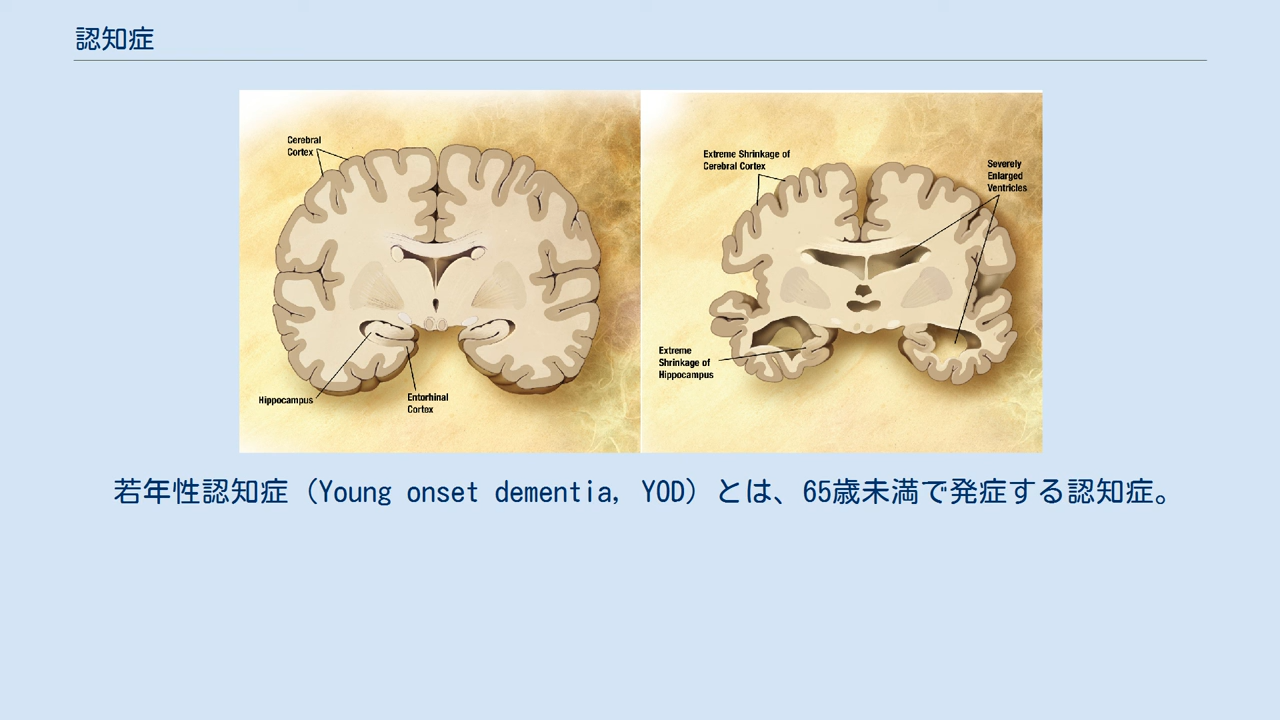 認知症
Cerebral
Cortex
Hippocampus
Entorhinal
Cortex
Extreme Shrinkage of
Cerebral Cortex
Severely
Enlarged
Ventricles
Extreme
Shrinkage of
Hippocampus
若年性認知症（Young onset dementia, YOD）とは、65歳未満で発症する認知症。